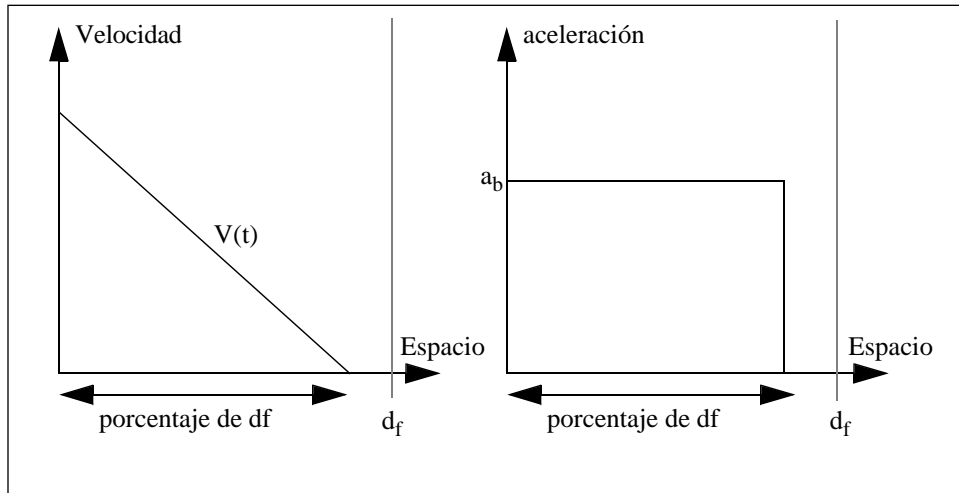 Velocidad
V(t)
Espacio
porcentaje de df
d_f
aceleración
a_b
Espacio
porcentaje de df
d_f